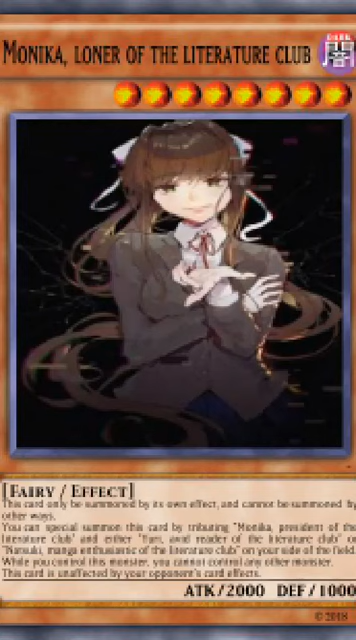 Monika, loner of the literature club
DARK
闇
[Fairy / Effect]
This card only be summoned by its own effect, and cannot be summoned by
other ways.
You can special summon this card by tributing "Monika, president of the
literature club" and either "Yuri, avid reader of the literature club" or
"Natsuki, manga enthusiastic of the literature club" on your side of the field.
While you control this monster, you cannot control any other monster.
This card is unaffected by your opponent's card effects.
ATK/2000 DEF/1000
©2018